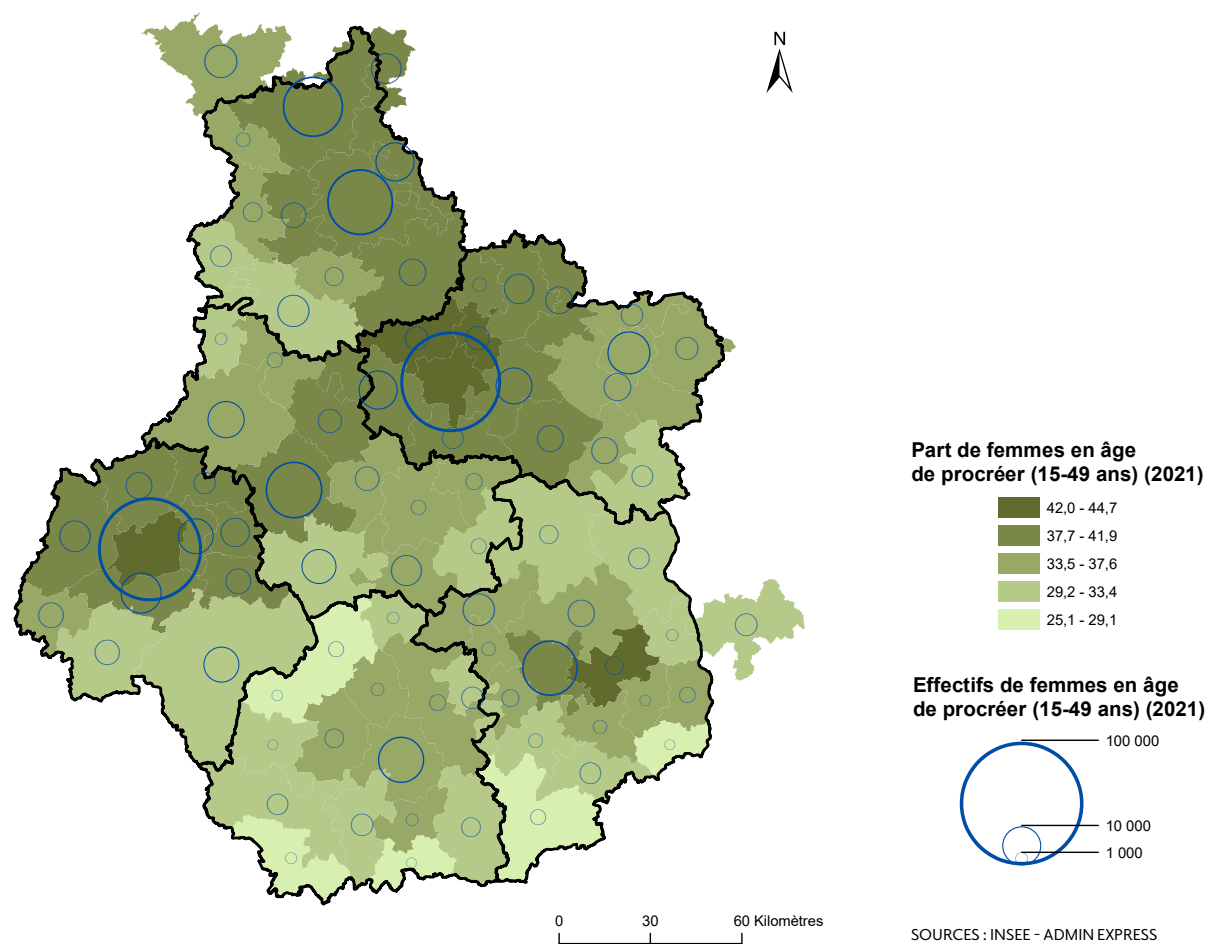 N
Part de femmes en âge
de procréer (15-49 ans) (2021)
42,0 - 44,7
37,7 - 41,9
33,5 - 37,6
29,2 - 33,4
25,1 - 29,1
Effectifs de femmes en âge
de procréer (15-49 ans) (2021)
100 000
10 000
1 000
0 30 60 Kilomètres
SOURCES : INSEE - ADMIN EXPRESS